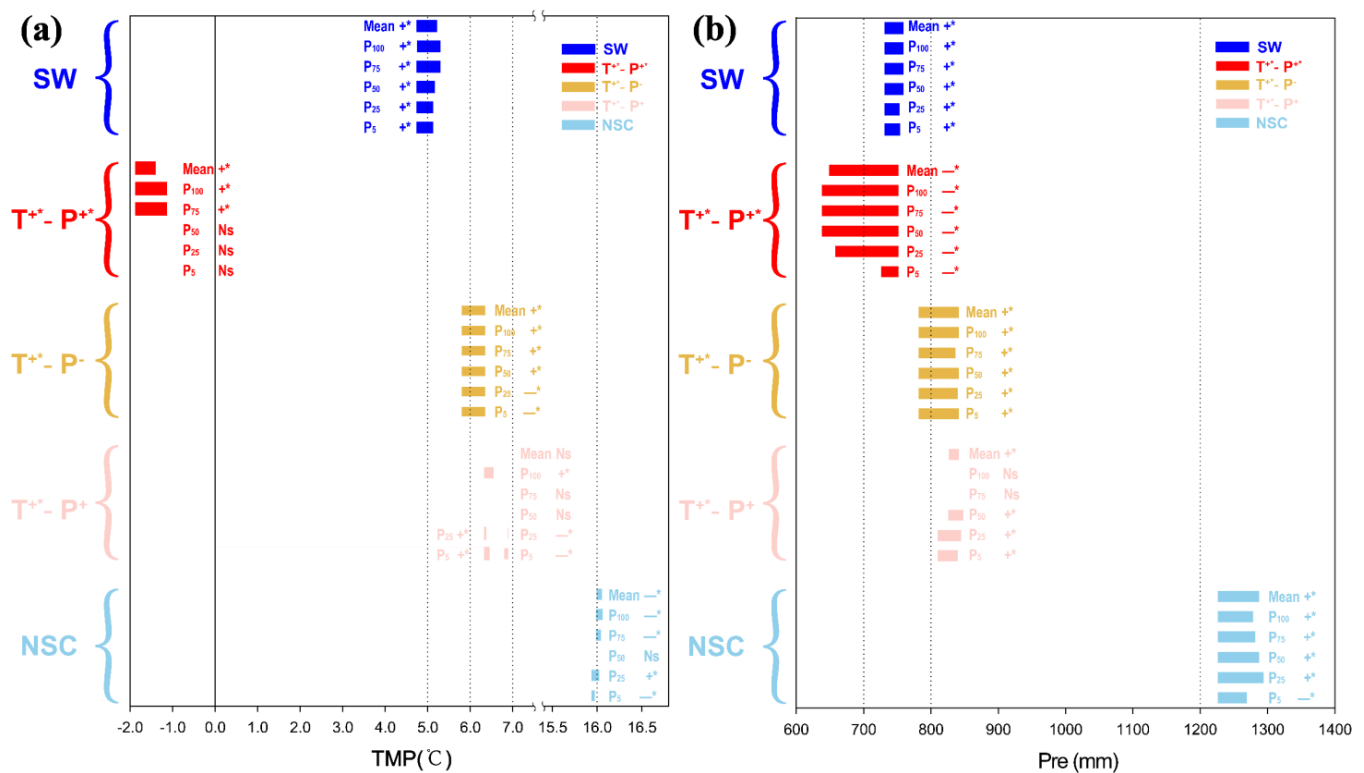 (a)
SW
Mean +*
P₁₀₀ +*
P₇₅ +*
P₅₀ +*
P₂₅ +*
P₅ +*
SW
T⁺*- P⁺*
T⁺*- P⁻
T⁺*- P⁺
NSC
T⁺*- P⁺*
Mean +*
P₁₀₀ +*
P₇₅ +*
P₅₀ Ns
P₂₅ Ns
P₅ Ns
T⁺*- P⁻
Mean +*
P₁₀₀ +*
P₇₅ +*
P₅₀ +*
P₂₅ —*
P₅ —*
T⁺*- P⁺
Mean Ns
P₁₀₀ +*
P₇₅ Ns
P₅₀ Ns
P₂₅ +* P₂₅ —*
P₅ +* P₅ —*
NSC
Mean —*
P₁₀₀ —*
P₇₅ —*
P₅₀ Ns
P₂₅ +*
P₅ —*
-2.0 -1.0 0.0 1.0 2.0 3.0 4.0 5.0 6.0 7.0 15.5 16.0 16.5
TMP(℃)
(b)
SW
Mean +*
P₁₀₀ +*
P₇₅ +*
P₅₀ +*
P₂₅ +*
P₅ +*
SW
T⁺*- P⁺*
T⁺*- P⁻
T⁺*- P⁺
NSC
T⁺*- P⁺*
Mean —*
P₁₀₀ —*
P₇₅ —*
P₅₀ —*
P₂₅ —*
P₅ —*
T⁺*- P⁻
Mean +*
P₁₀₀ +*
P₇₅ +*
P₅₀ +*
P₂₅ +*
P₅ +*
T⁺*- P⁺
Mean +*
P₁₀₀ Ns
P₇₅ Ns
P₅₀ +*
P₂₅ +*
P₅ +*
NSC
Mean +*
P₁₀₀ +*
P₇₅ +*
P₅₀ +*
P₂₅ +*
P₅ —*
600 700 800 900 1000 1100 1200 1300 1400
Pre (mm)